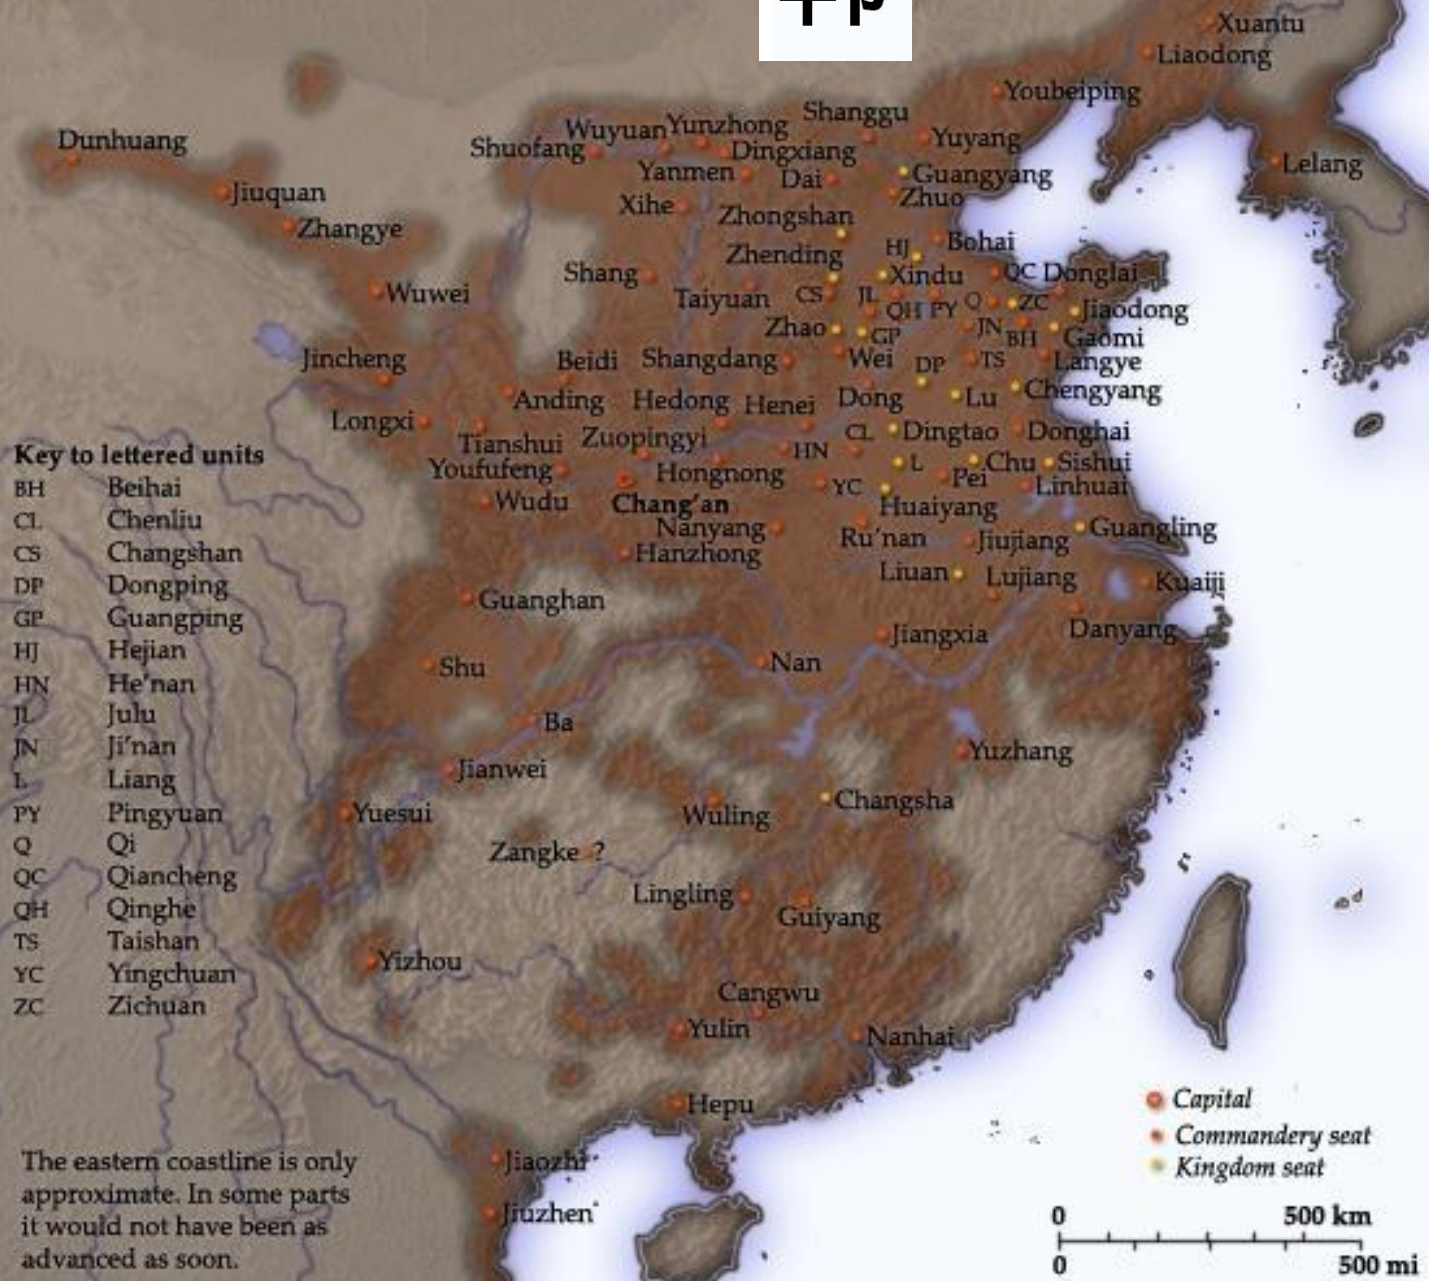 Xuantu
Liaodong
Youbeiping
Shanggu
Wuyuan
Yunzhong
Dunhuang
Shuofang
Dingxiang
Yuyang
Lelang
Yanmen
Dai
Guangyang
Jiuquan
Xihe
Zhuo
Zhangye
Zhongshan
Zhending
HJ
Bohai
Wuwei
Shang
Taiyuan
CS
JL
Xindu
QC
Donglai
QH
PY
Q
ZC
Jiaodong
Zhao
GP
JN
BH
Gaomi
Jincheng
Beidi
Shangdang
Wei
DP
TS
Langye
Anding
Hedong
Henei
Dong
Lu
Chengyang
Longxi
Tianshui
Zuopingyi
HN
CL
Dingtao
Donghai
Youfufeng
Hongnong
L
Chu
Sishui
Wudu
Chang'an
YC
Pei
Linhuai
Huaiyang
Nanyang
Ru'nan
Jiujiang
Guangling
Hanzhong
Liuan
Lujiang
Kuaiji
Guanghan
Jiangxia
Danyang
Shu
Nan
Ba
Jianwei
Yuzhang
Yuesui
Wuling
Changsha
Zangke ?
Lingling
Guiyang
Yizhou
Cangwu
Yulin
Nanhai
Hepu
Jiaozhi
Jiuzhen
Key to lettered units
BH Beihai
CL Chenliu
CS Changshan
DP Dongping
GP Guangping
HJ Hejian
HN He'nan
JL Julu
JN Ji'nan
L Liang
PY Pingyuan
Q Qi
QC Qiancheng
QH Qinghe
TS Taishan
YC Yingchuan
ZC Zichuan
The eastern coastline is only
approximate. In some parts
it would not have been as
advanced as soon.
Capital
Commandery seat
Kingdom seat
0 500 km
0 500 mi